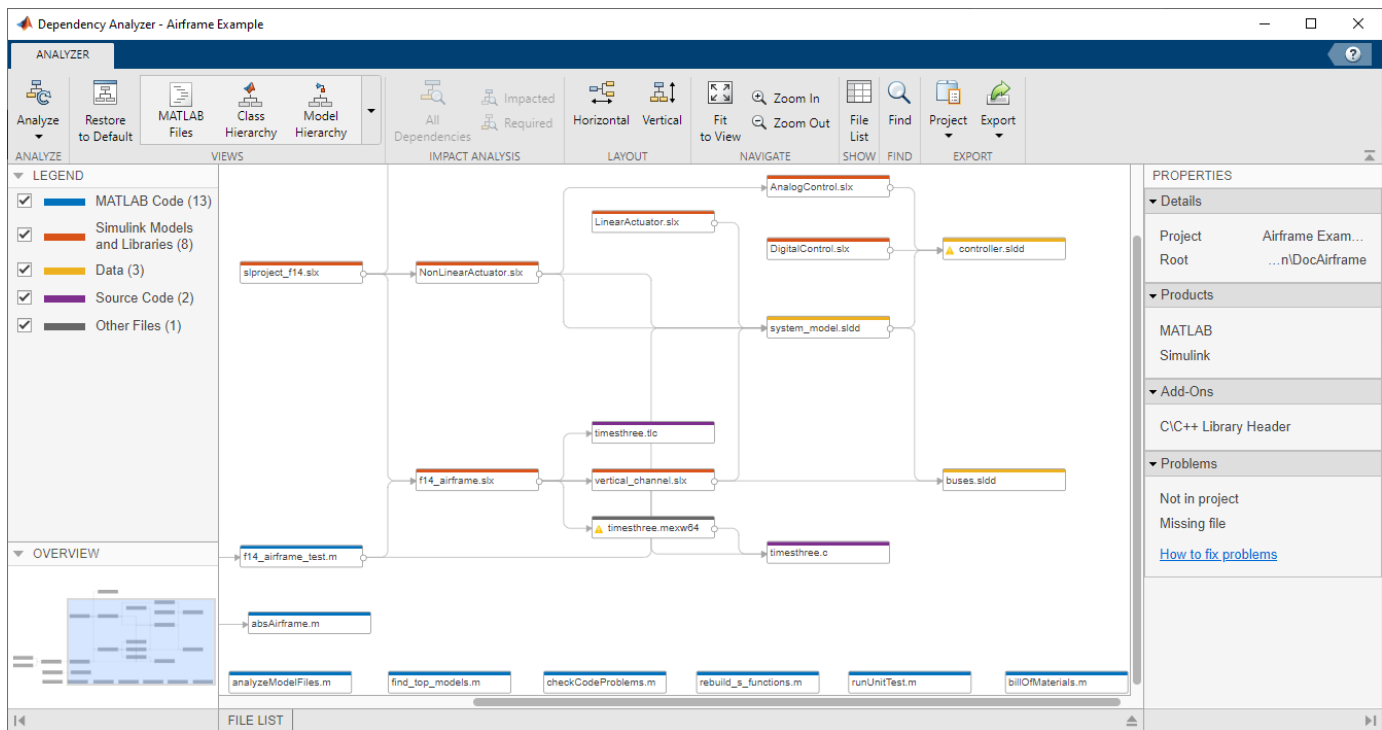 Dependency Analyzer - Airframe Example
ANALYZER
?
Analyze
Restore
to Default
MATLAB
Files
Class
Hierarchy
Model
Hierarchy
All
Dependencies
Impacted
Required
Horizontal
Vertical
Fit
to View
Zoom In
Zoom Out
File
List
Find
Project
Export
ANALYZE
VIEWS
IMPACT ANALYSIS
LAYOUT
NAVIGATE
SHOW
FIND
EXPORT
LEGEND
MATLAB Code (13)
Simulink Models
and Libraries (8)
Data (3)
Source Code (2)
Other Files (1)
OVERVIEW
AnalogControl.slx
LinearActuator.slx
DigitalControl.slx
controller.sldd
slproject_f14.slx
NonLinearActuator.slx
system_model.sldd
timesthree.tlc
f14_airframe.slx
vertical_channel.slx
buses.sldd
timesthree.mexw64
f14_airframe_test.m
timesthree.c
absAirframe.m
analyzeModelFiles.m
find_top_models.m
checkCodeProblems.m
rebuild_s_functions.m
runUnitTest.m
billOfMaterials.m
FILE LIST
PROPERTIES
Details
Project Airframe Exam...
Root ...n\DocAirframe
Products
MATLAB
Simulink
Add-Ons
C\C++ Library Header
Problems
Not in project
Missing file
How to fix problems